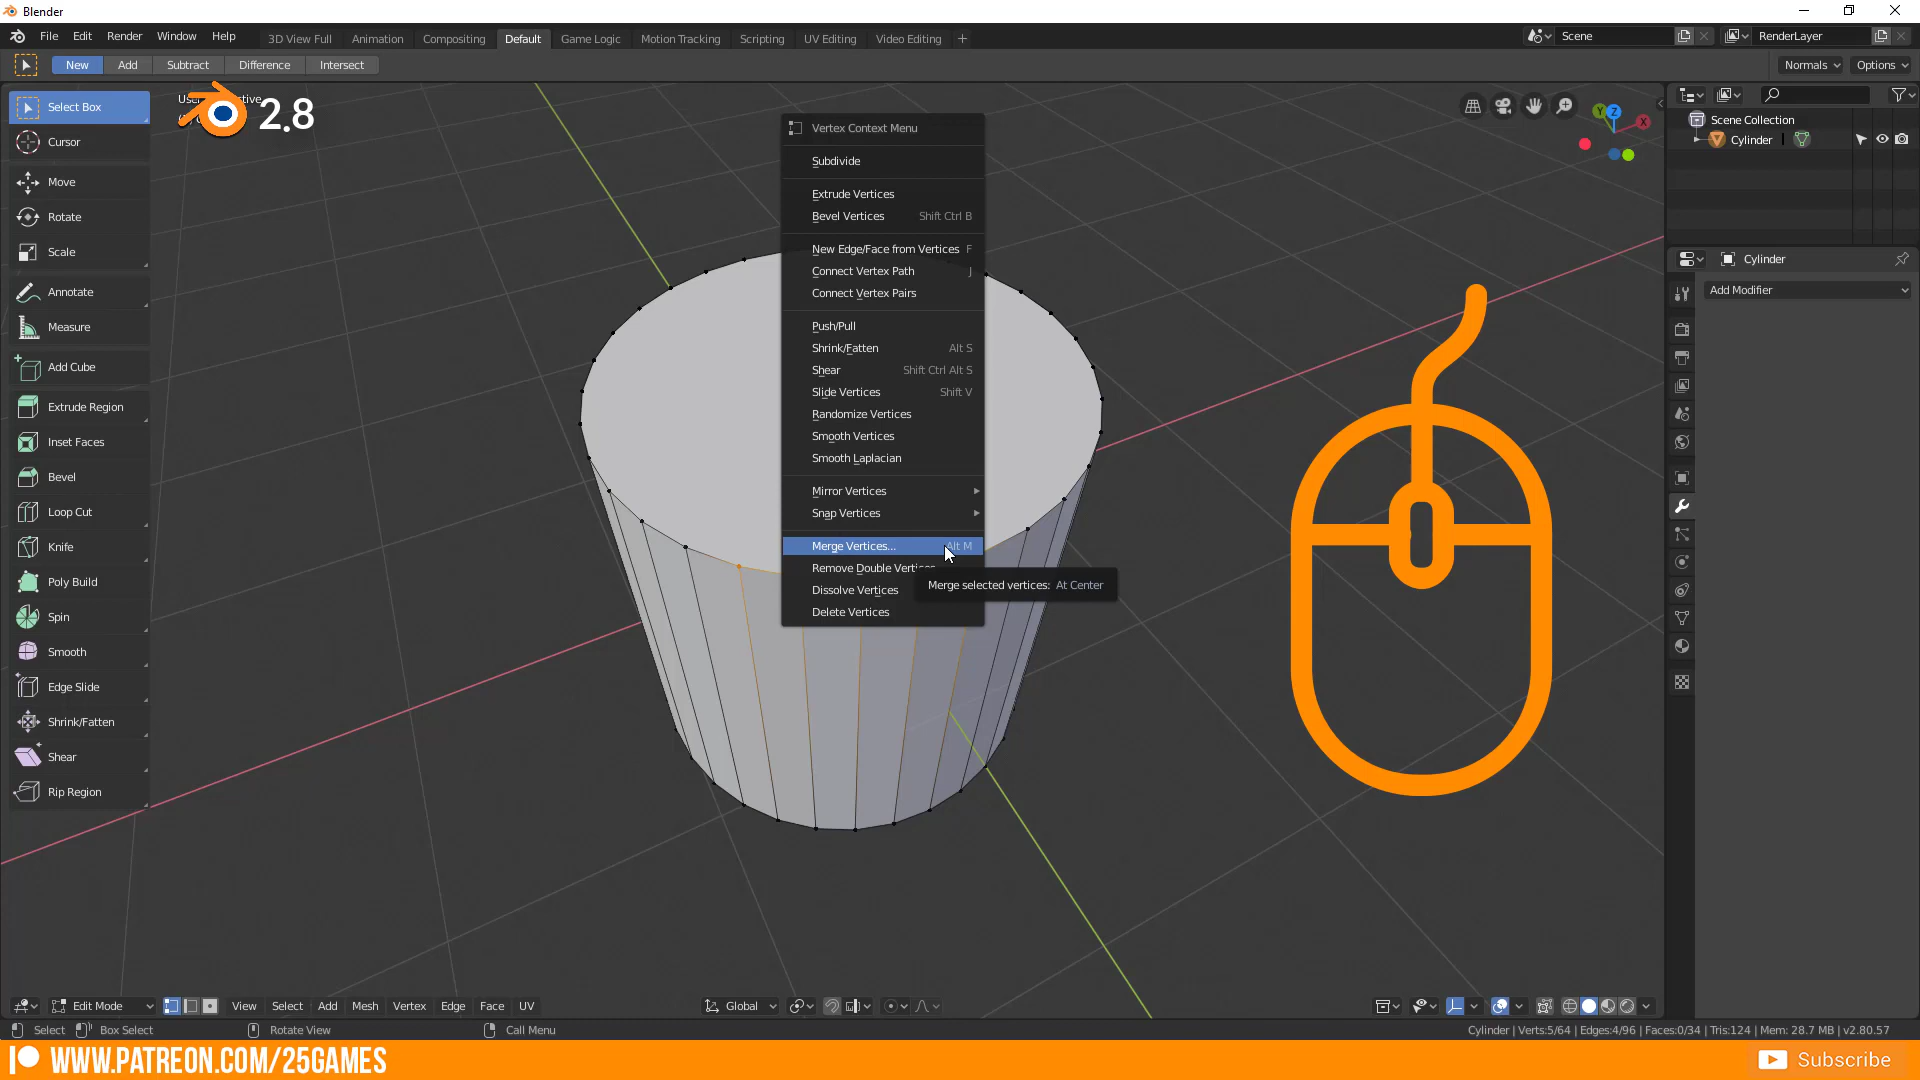 Blender
File Edit Render Window Help
3D View Full Animation Compositing Default Game Logic Motion Tracking Scripting UV Editing Video Editing +
Scene
RenderLayer
New Add Subtract Difference Intersect
Normals Options
Select Box
Cursor
Move
Rotate
Scale
Annotate
Measure
Add Cube
Extrude Region
Inset Faces
Bevel
Loop Cut
Knife
Poly Build
Spin
Smooth
Edge Slide
Shrink/Fatten
Shear
Rip Region
2.8
Vertex Context Menu
Subdivide
Extrude Vertices
Bevel Vertices Shift Ctrl B
New Edge/Face from Vertices F
Connect Vertex Path J
Connect Vertex Pairs
Push/Pull
Shrink/Fatten Alt S
Shear Shift Ctrl Alt S
Slide Vertices Shift V
Randomize Vertices
Smooth Vertices
Smooth Laplacian
Mirror Vertices
Snap Vertices
Merge Vertices... Alt M
Remove Double
Merge selected vertices: At Center
Dissolve Vertices
Delete Vertices
Y Z X
Scene Collection
Cylinder
Cylinder
Add Modifier
Edit Mode View Select Add Mesh Vertex Edge Face UV
Global
Select Box Select Rotate View Call Menu
Cylinder | Verts:5/64 | Edges:4/96 | Faces:0/34 | Tris:124 | Mem: 28.7 MB | v2.80.57
WWW.PATREON.COM/25GAMES
Subscribe